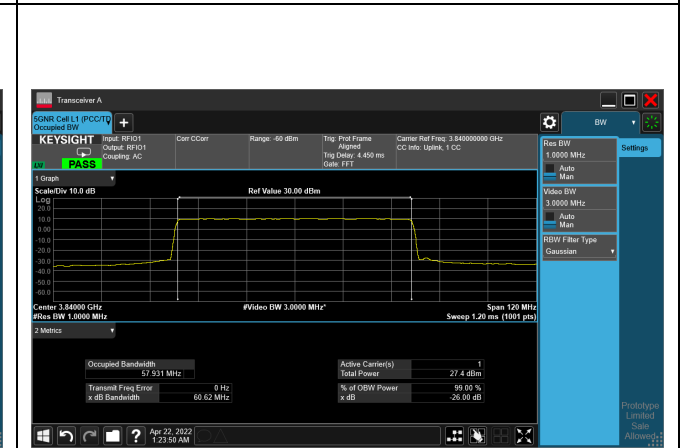 Transceiver A
5GNR Cell L1 (PCC/TD
Occupied BW
BW
KEYSIGHT
Input: RFIO1
Output: RFIO1
Coupling: AC
Corr CCorr
Range: -60 dBm
Trig: Prot Frame
Aligned
Trig Delay: 4.450 ms
Gate: FFT
Carrier Ref Freq: 3.840000000 GHz
CC Info: Uplink, 1 CC
PASS
Res BW
1.0000 MHz
Auto
Man
Settings
Video BW
3.0000 MHz
Auto
Man
RBW Filter Type
Gaussian
1 Graph
Scale/Div 10.0 dB
Ref Value 30.00 dBm
Log
20.0
10.0
0.00
-10.0
-20.0
-30.0
-40.0
-50.0
-60.0
Center 3.84000 GHz
#Video BW 3.0000 MHz*
Span 120 MHz
#Res BW 1.0000 MHz
Sweep 1.20 ms (1001 pts)
2 Metrics
Occupied Bandwidth
57.931 MHz
Active Carrier(s) 1
Total Power 27.4 dBm
Transmit Freq Error 0 Hz
x dB Bandwidth 60.62 MHz
% of OBW Power 99.00 %
x dB -26.00 dB
Prototype
Limited
Sale
Allowed
Apr 22, 2022
1:23:50 AM